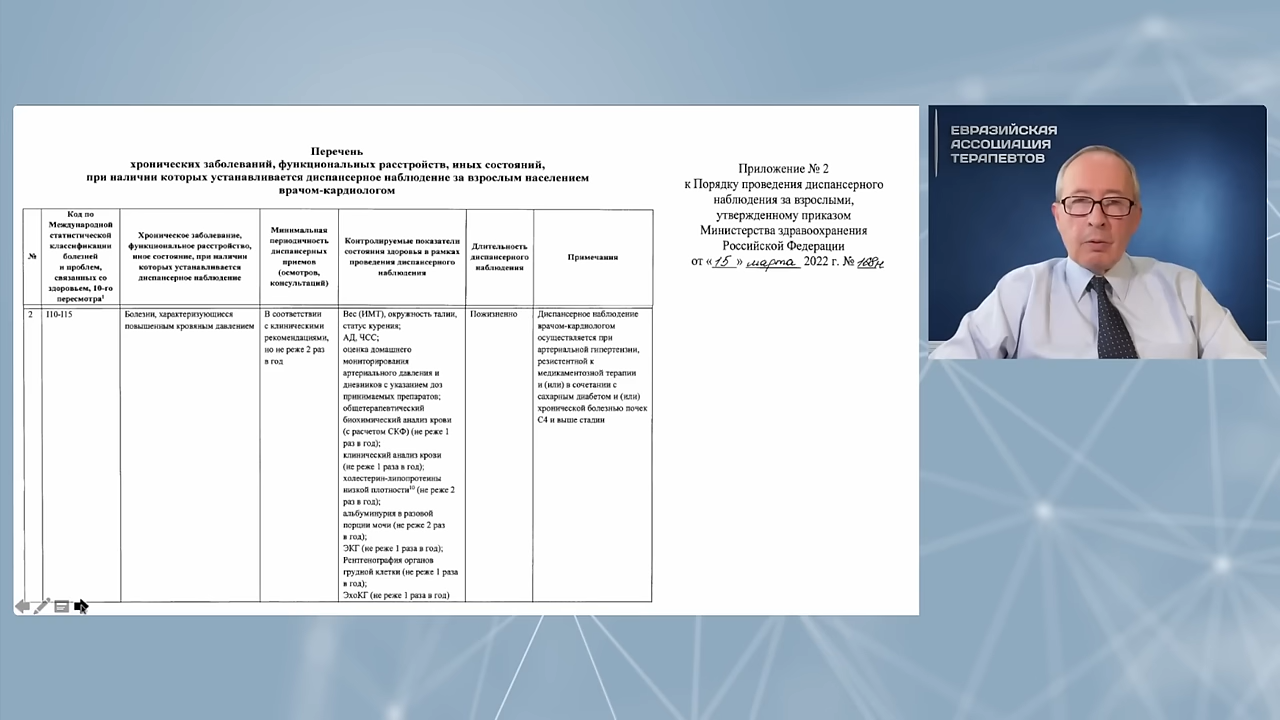 Перечень
хронических заболеваний, функциональных расстройств, иных состояний,
при наличии которых устанавливается диспансерное наблюдение за взрослым населением
врачом-кардиологом
№
Код по
Международной
статистической
классификации
болезней
и проблем,
связанных со
здоровьем, 10-го
пересмотра1
Хроническое заболевание,
функциональное расстройство,
иное состояние, при наличии
которых устанавливается
диспансерное наблюдение
Минимальная
периодичность
диспансерных
приемов
(осмотров,
консультаций)
Контролируемые показатели
состояния здоровья в рамках
проведения диспансерного
наблюдения
Длительность
диспансерного
наблюдения
Примечания
2
I10-I15
Болезни, характеризующиеся
повышенным кровяным давлением
В соответствии
с клиническими
рекомендациями,
но не реже 2 раз
в год
Вес (ИМТ), окружность талии,
статус курения;
АД, ЧСС;
оценка домашнего
мониторирования
артериального давления и
дневников с указанием доз
принимаемых препаратов;
общетерапевтический
биохимический анализ крови
(с расчетом СКФ) (не реже 1
раз в год);
клинический анализ крови
(не реже 1 раза в год);
холестерин-липопротеины
низкой плотности10 (не реже 2
раз в год);
альбуминурия в разовой
порции мочи (не реже 2 раз
в год);
ЭКГ (не реже 1 раза в год);
Рентгенография органов
грудной клетки (не реже 1 раза
в год);
ЭхоКГ (не реже 1 раза в год)
Пожизненно
Диспансерное наблюдение
врачом-кардиологом
осуществляется при
артериальной гипертензии,
резистентной к
медикаментозной терапии
и (или) в сочетании с
сахарным диабетом и (или)
хронической болезнью почек
С4 и выше стадии
Приложение № 2
к Порядку проведения диспансерного
наблюдения за взрослыми,
утвержденному приказом
Министерства здравоохранения
Российской Федерации
от «15» марта 2022 г. № 168н
ЕВРАЗИЙСКАЯ
АССОЦИАЦИЯ
ТЕРАПЕВТОВ